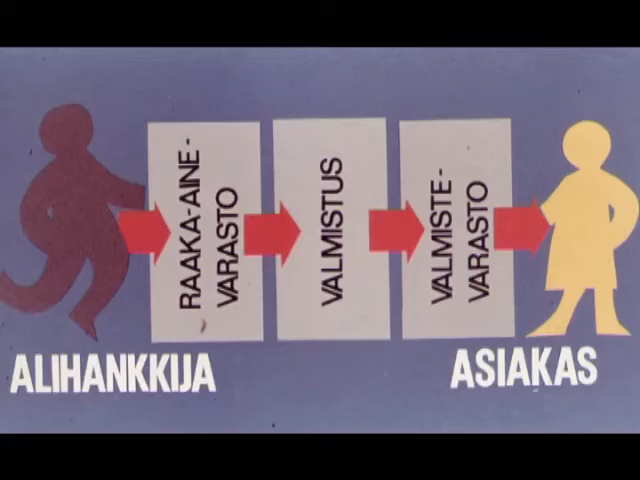 RAAKA-AINE-
VARASTO
VALMISTUS
VALMISTE-
VARASTO
ALIHANKKIJA
ASIAKAS